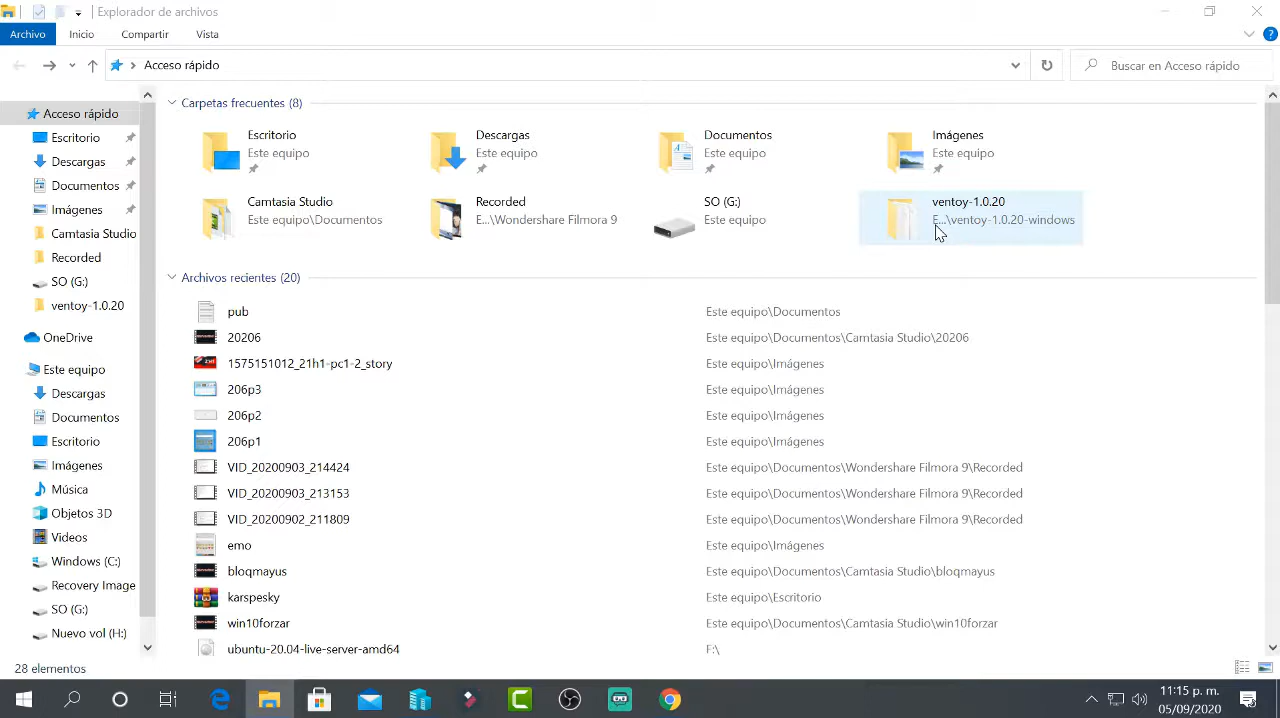 Explorador de archivos
Archivo Inicio Compartir Vista
Acceso rápido
Buscar en Acceso rápido
Acceso rápido
Escritorio
Descargas
Documentos
Imágenes
Camtasia Studio
Recorded
SO (G:)
ventoy-1.0.20
OneDrive
Este equipo
Descargas
Documentos
Escritorio
Imágenes
Música
Objetos 3D
Videos
Windows (C:)
Recovery Image
SO (G:)
Nuevo vol (H:)
Carpetas frecuentes (8)
Escritorio
Este equipo
Descargas
Este equipo
Documentos
Este equipo
Imágenes
Este equipo
Camtasia Studio
Este equipo\Documentos
Recorded
E...\Wondershare Filmora 9
SO (G:)
Este equipo
ventoy-1.0.20
E...\ventoy-1.0.20-windows
Archivos recientes (20)
pub Este equipo\Documentos
20206 Este equipo\Documentos\Camtasia Studio\20206
1575151012_21h1-pc1-2_story Este equipo\Imágenes
206p3 Este equipo\Imágenes
206p2 Este equipo\Imágenes
206p1 Este equipo\Imágenes
VID_20200903_214424 Este equipo\Documentos\Wondershare Filmora 9\Recorded
VID_20200903_213153 Este equipo\Documentos\Wondershare Filmora 9\Recorded
VID_20200902_211809 Este equipo\Documentos\Wondershare Filmora 9\Recorded
emo Este equipo\Imágenes
bloqmayus Este equipo\Documentos\Camtasia Studio\bloqmayus
karspesky Este equipo\Escritorio
win10forzar Este equipo\Documentos\Camtasia Studio\win10forzar
ubuntu-20.04-live-server-amd64 F:\
28 elementos
11:15 p. m.
05/09/2020